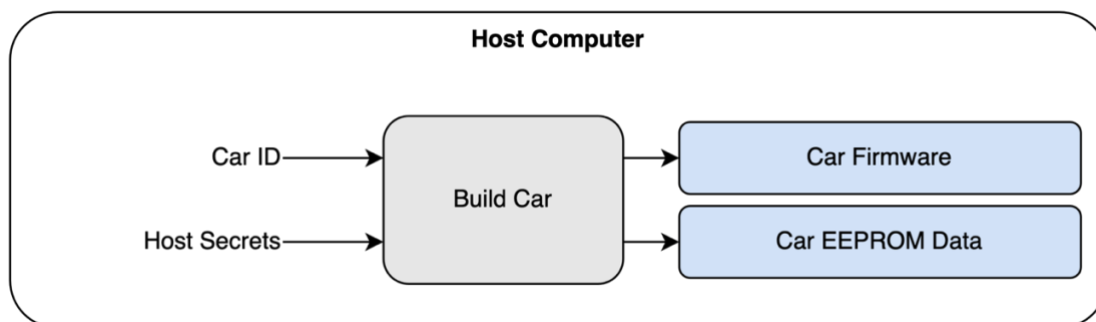 Host Computer
Car ID
Host Secrets
Build Car
Car Firmware
Car EEPROM Data